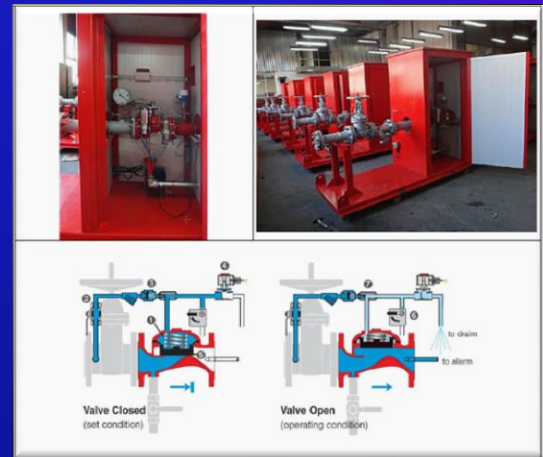 to drain
to alarm
Valve Closed
(set condition)
Valve Open
(operating condition)